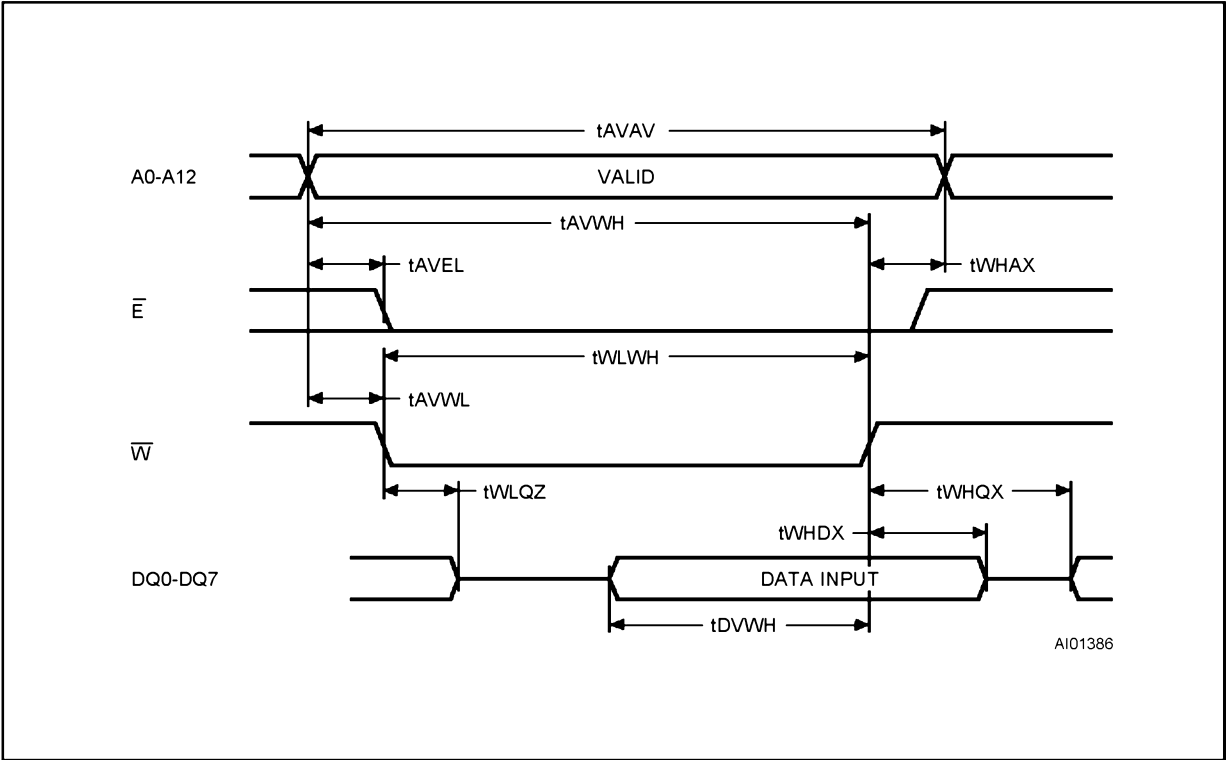 tAVAV
A0-A12
VALID
tAVWH
tAVEL
tWHAX
E̅
tWLWH
tAVWL
W̅
tWLQZ
tWHQX
tWHDX
DQ0-DQ7
DATA INPUT
tDVWH
AI01386